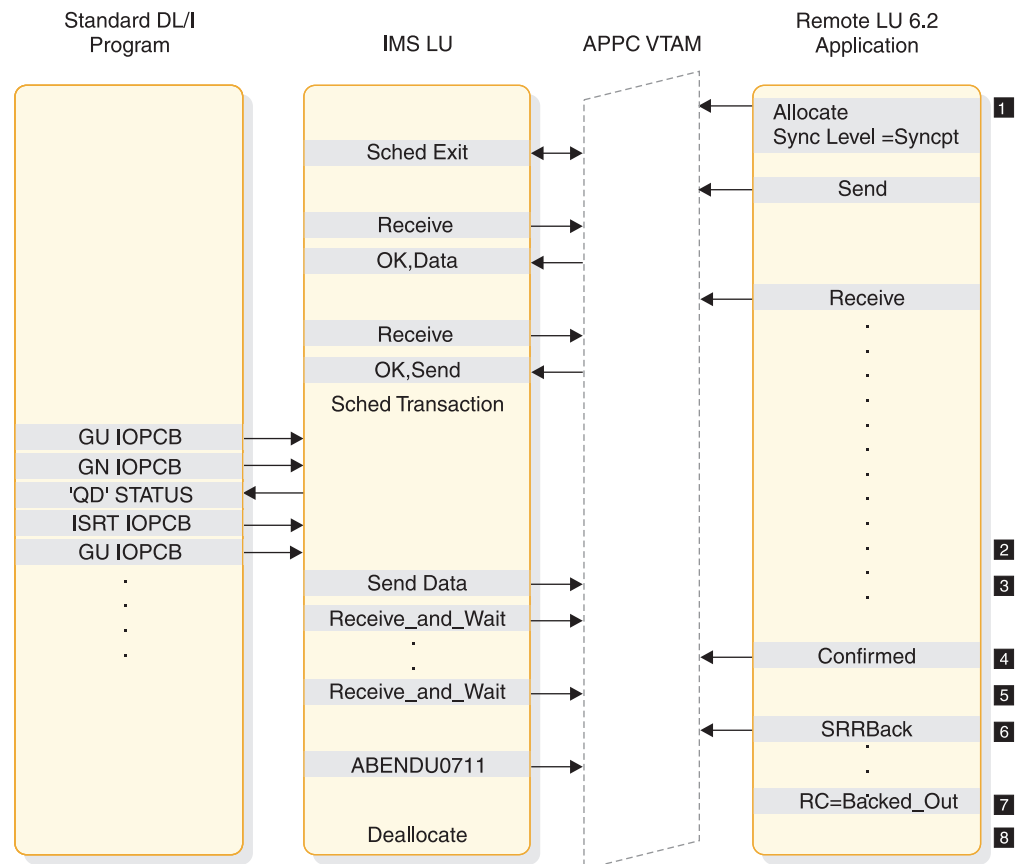 Standard DL/I
Program
IMS LU
APPC VTAM
Remote LU 6.2
Application
Allocate
Sync Level =Syncpt
1
Sched Exit
Send
Receive
OK,Data
Receive
Receive
OK,Send
Sched Transaction
GU IOPCB
GN IOPCB
'QD' STATUS
ISRT IOPCB
GU IOPCB
2
Send Data
3
Receive_and_Wait
Confirmed
4
Receive_and_Wait
5
SRRBack
6
ABENDU0711
RC=Backed_Out
7
Deallocate
8